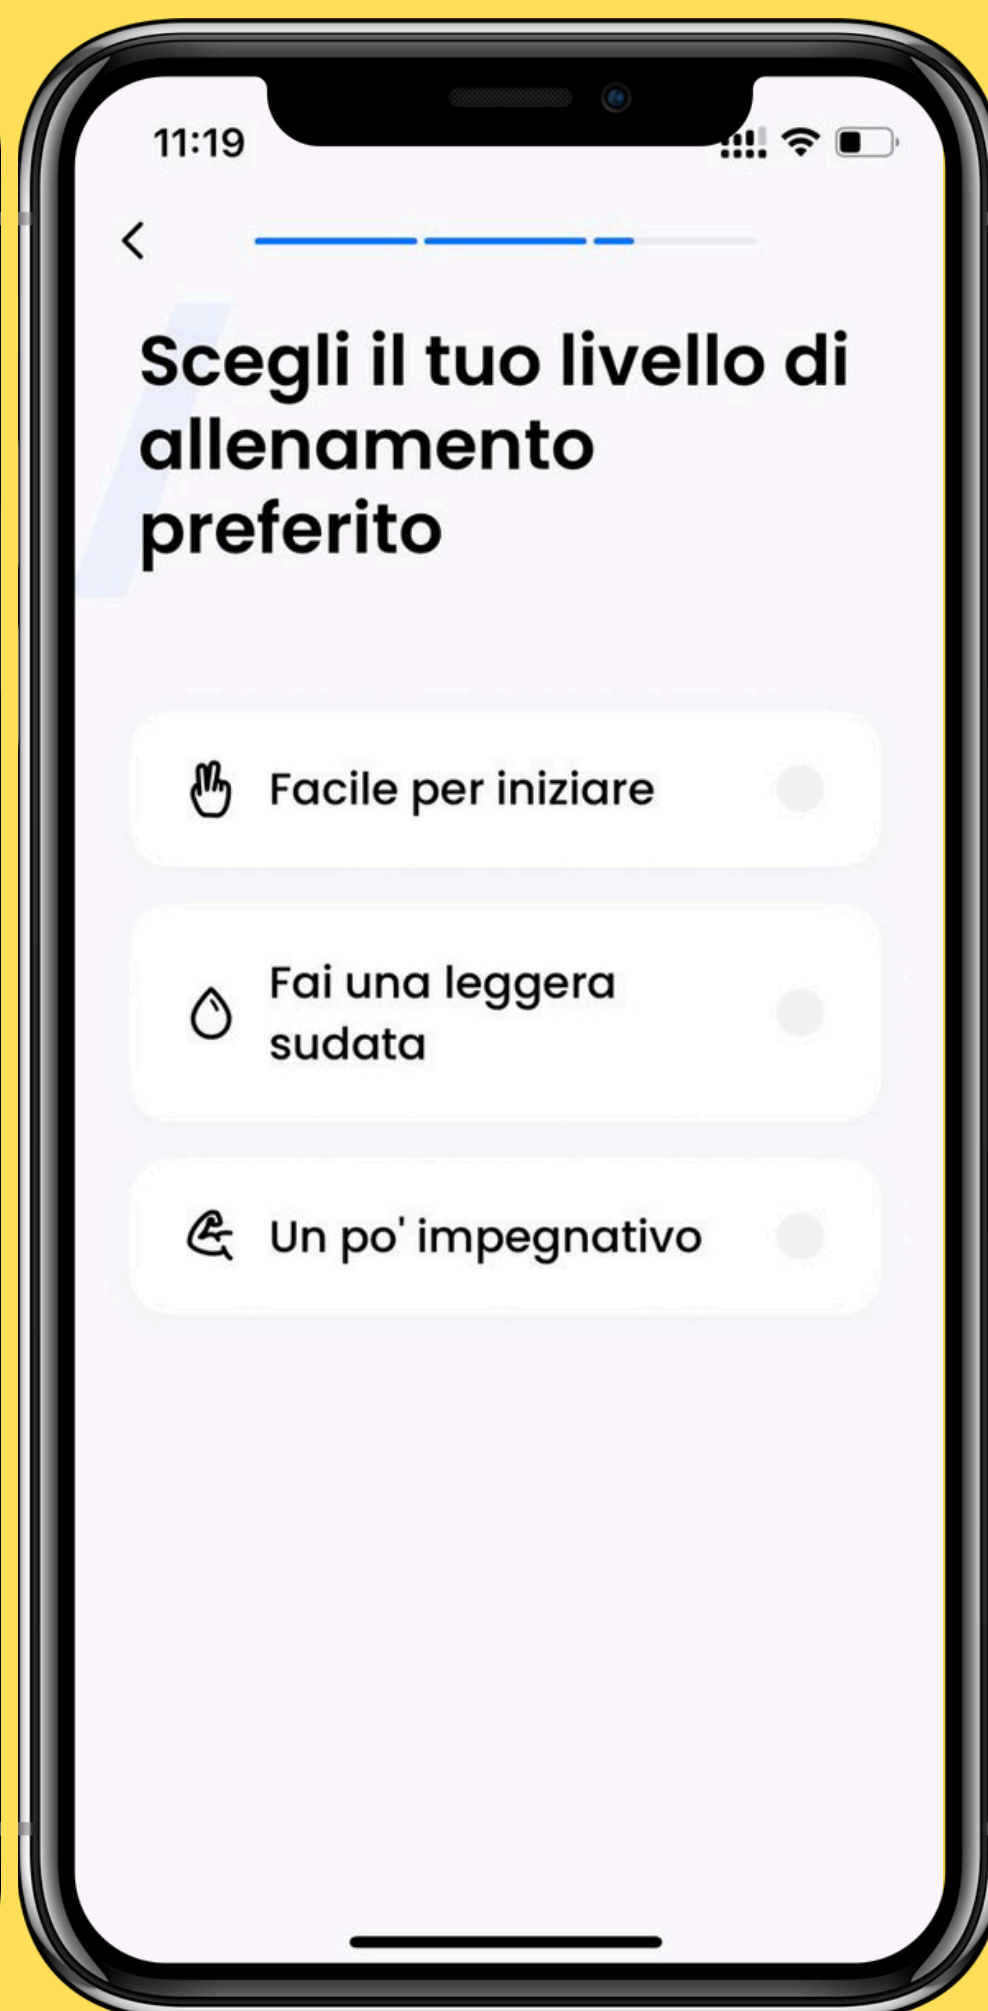 11:19
Scegli il tuo livello di
allenamento
preferito
Facile per iniziare
Fai una leggera
sudata
Un po' impegnativo